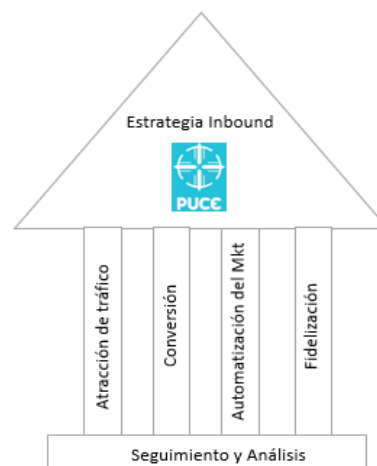 Estrategia Inbound
PUCE
Atracción de tráfico
Conversión
Automatización del Mkt
Fidelización
Seguimiento y Análisis